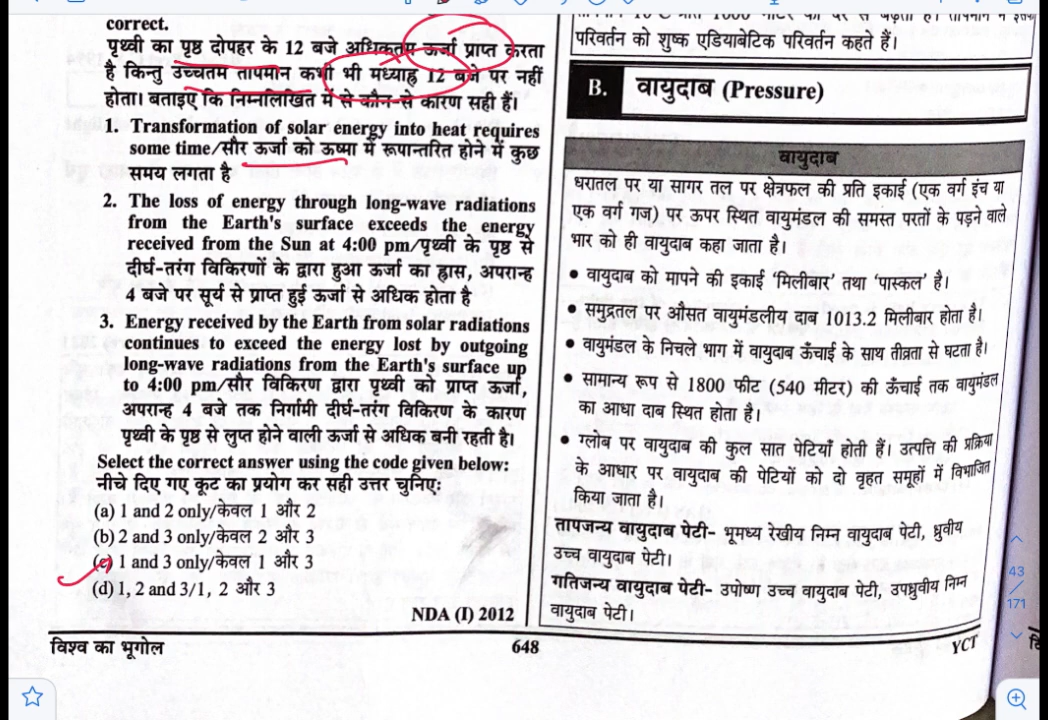 correct.
पृथ्वी का पृष्ठ दोपहर के 12 बजे अधिकतम ऊर्जा प्राप्त करता
है किन्तु उच्चतम तापमान कभी भी मध्याह्न 12 बजे पर नहीं
होता। बताइए कि निम्नलिखित में से कौन-से कारण सही हैं।
1. Transformation of solar energy into heat requires
some time/सौर ऊर्जा को ऊष्मा में रूपान्तरित होने में कुछ
समय लगता है
2. The loss of energy through long-wave radiations
from the Earth's surface exceeds the energy
received from the Sun at 4:00 pm/पृथ्वी के पृष्ठ से
दीर्घ-तरंग विकिरणों के द्वारा हुआ ऊर्जा का ह्रास, अपरान्ह
4 बजे पर सूर्य से प्राप्त हुई ऊर्जा से अधिक होता है
3. Energy received by the Earth from solar radiations
continues to exceed the energy lost by outgoing
long-wave radiations from the Earth's surface up
to 4:00 pm/सौर विकिरण द्वारा पृथ्वी को प्राप्त ऊर्जा,
अपरान्ह 4 बजे तक निर्गामी दीर्घ-तरंग विकिरण के कारण
पृथ्वी के पृष्ठ से लुप्त होने वाली ऊर्जा से अधिक बनी रहती है।
Select the correct answer using the code given below:
नीचे दिए गए कूट का प्रयोग कर सही उत्तर चुनिए:
(a) 1 and 2 only/केवल 1 और 2
(b) 2 and 3 only/केवल 2 और 3
(c) 1 and 3 only/केवल 1 और 3
(d) 1, 2 and 3/1, 2 और 3
NDA (I) 2012
परिवर्तन को शुष्क एडियाबेटिक परिवर्तन कहते हैं।
B. वायुदाब (Pressure)
वायुदाब
धरातल पर या सागर तल पर क्षेत्रफल की प्रति इकाई (एक वर्ग इंच या
एक वर्ग गज) पर ऊपर स्थित वायुमंडल की समस्त परतों के पड़ने वाले
भार को ही वायुदाब कहा जाता है।
• वायुदाब को मापने की इकाई 'मिलीबार' तथा 'पास्कल' है।
• समुद्रतल पर औसत वायुमंडलीय दाब 1013.2 मिलीबार होता है।
• वायुमंडल के निचले भाग में वायुदाब ऊँचाई के साथ तीव्रता से घटता है।
• सामान्य रूप से 1800 फीट (540 मीटर) की ऊँचाई तक वायुमंडल
का आधा दाब स्थित होता है।
• ग्लोब पर वायुदाब की कुल सात पेटियाँ होती हैं। उत्पत्ति की प्रक्रिया
के आधार पर वायुदाब की पेटियों को दो वृहत समूहों में विभाजित
किया जाता है।
तापजन्य वायुदाब पेटी- भूमध्य रेखीय निम्न वायुदाब पेटी, ध्रुवीय
उच्च वायुदाब पेटी।
गतिजन्य वायुदाब पेटी- उपोष्ण उच्च वायुदाब पेटी, उपध्रुवीय निम्न
वायुदाब पेटी।
43
171
विश्व का भूगोल
648
YCT